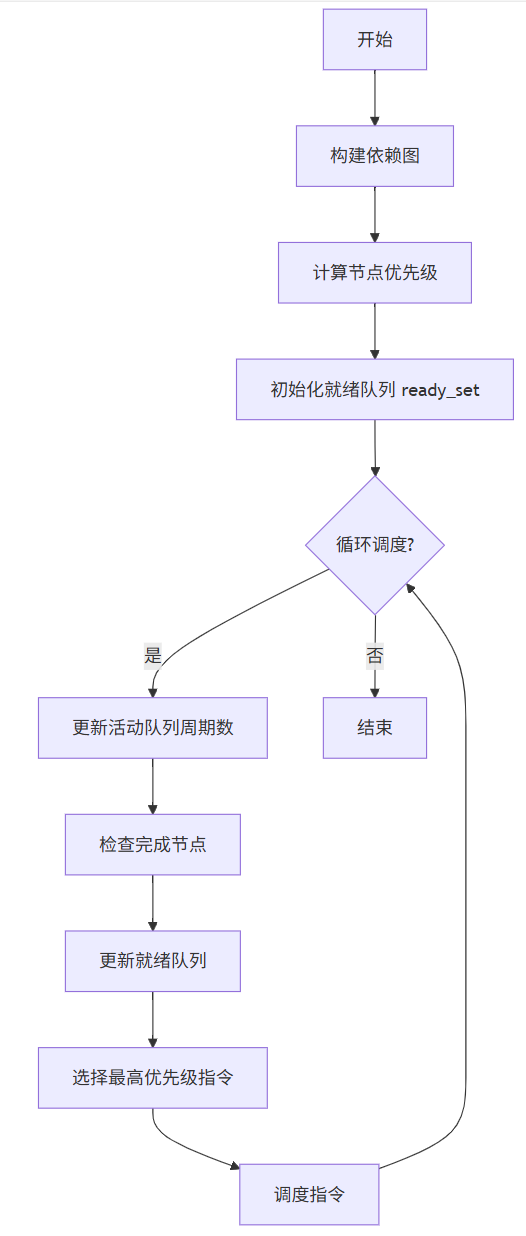 开始
构建依赖图
计算节点优先级
初始化就绪队列 ready_set
循环调度?
是
否
更新活动队列周期数
结束
检查完成节点
更新就绪队列
选择最高优先级指令
调度指令